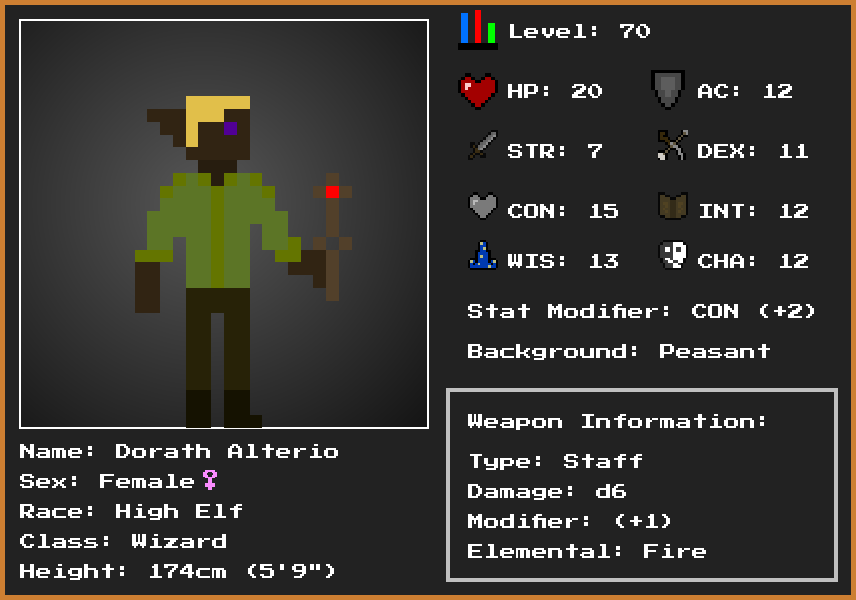 Level: 70
HP: 20
AC: 12
STR: 7
DEX: 11
CON: 15
INT: 12
WIS: 13
CHA: 12
Stat Modifier: CON (+2)
Background: Peasant
Weapon Information:
Type: Staff
Damage: d6
Modifier: (+1)
Elemental: Fire
Name: Dorath Alterio
Sex: Female♀
Race: High Elf
Class: Wizard
Height: 174cm (5'9")